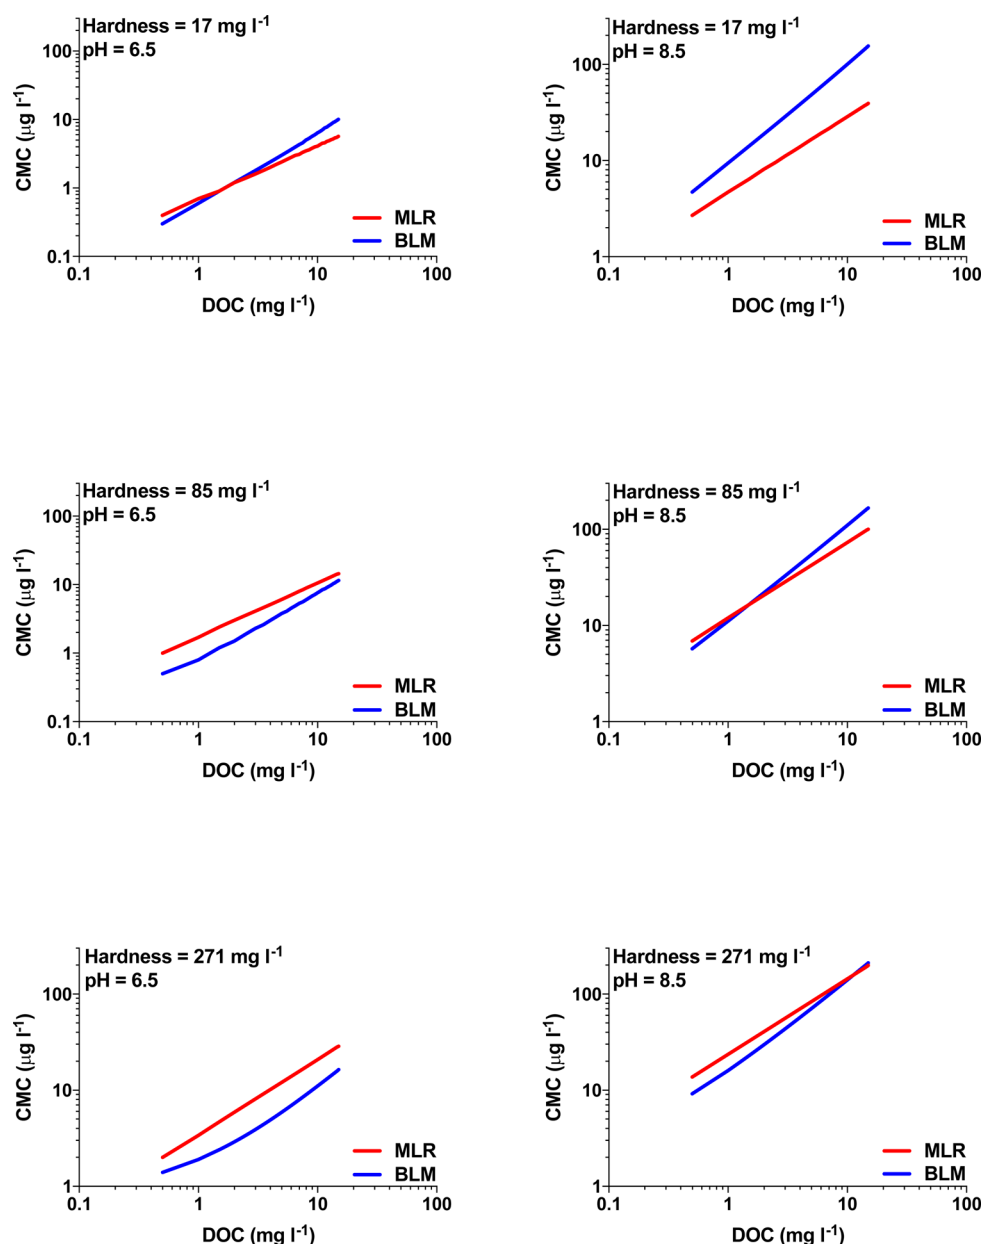 Hardness = 17 mg l-1
pH = 6.5
CMC (µg l-1)
100
10
1
0.1
MLR
BLM
0.1 1 10 100
DOC (mg l-1)
Hardness = 17 mg l-1
pH = 8.5
CMC (µg l-1)
100
10
1
MLR
BLM
0.1 1 10 100
DOC (mg l-1)
Hardness = 85 mg l-1
pH = 6.5
CMC (µg l-1)
100
10
1
0.1
MLR
BLM
0.1 1 10 100
DOC (mg l-1)
Hardness = 85 mg l-1
pH = 8.5
CMC (µg l-1)
100
10
1
MLR
BLM
0.1 1 10 100
DOC (mg l-1)
Hardness = 271 mg l-1
pH = 6.5
CMC (µg l-1)
100
10
1
MLR
BLM
0.1 1 10 100
DOC (mg l-1)
Hardness = 271 mg l-1
pH = 8.5
CMC (µg l-1)
100
10
1
MLR
BLM
0.1 1 10 100
DOC (mg l-1)